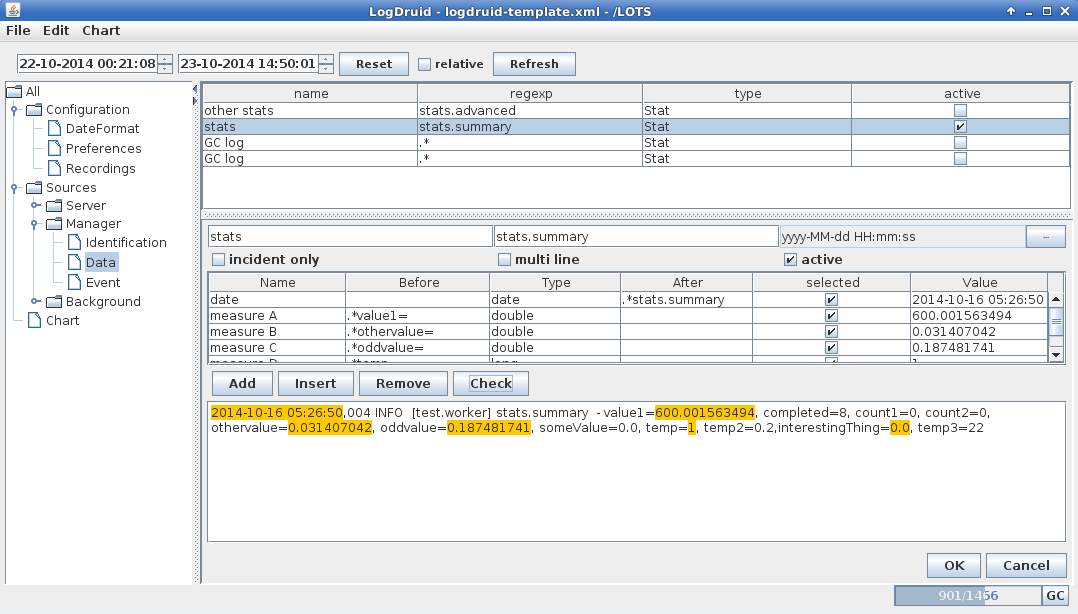 LogDruid - logdruid-template.xml - /LOTS
File Edit Chart
22-10-2014 00:21:08 23-10-2014 14:50:01 Reset relative Refresh
All
Configuration
DateFormat
Preferences
Recordings
Sources
Server
Manager
Identification
Data
Event
Background
Chart
name regexp type active
other stats stats.advanced Stat
stats stats.summary Stat
GC log .* Stat
GC log .* Stat
stats stats.summary yyyy-MM-dd HH:mm:ss ...
incident only multi line active
Name Before Type After selected Value
date date .*stats.summary 2014-10-16 05:26:50
measure A .*value1= double 600.001563494
measure B .*othervalue= double 0.031407042
measure C .*oddvalue= double 0.187481741
Add Insert Remove Check
2014-10-16 05:26:50,004 INFO [test.worker] stats.summary - value1=600.001563494, completed=8, count1=0, count2=0,
othervalue=0.031407042, oddvalue=0.187481741, someValue=0.0, temp=1, temp2=0.2,interestingThing=0.0, temp3=22
OK Cancel
901/1466 GC